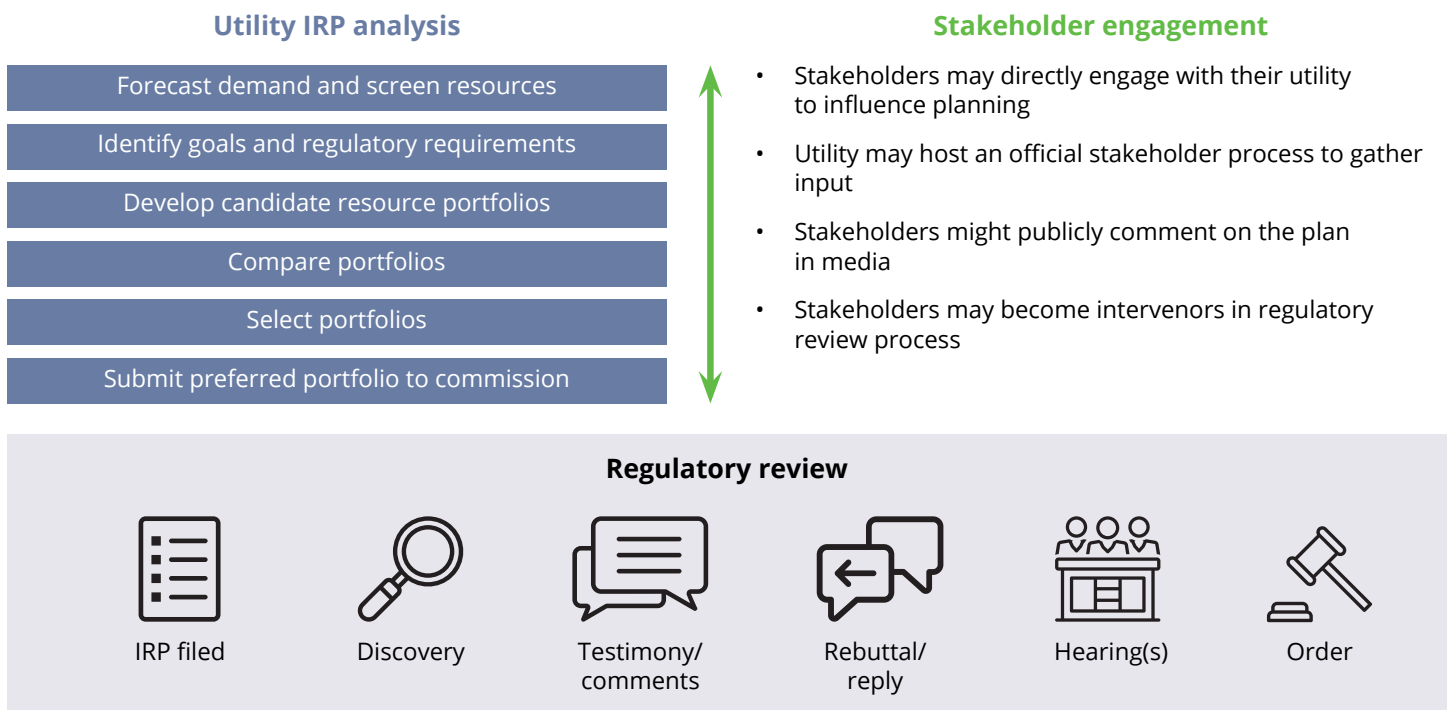 Utility IRP analysis
Forecast demand and screen resources
Identify goals and regulatory requirements
Develop candidate resource portfolios
Compare portfolios
Select portfolios
Submit preferred portfolio to commission
Stakeholder engagement
• Stakeholders may directly engage with their utility
to influence planning
• Utility may host an official stakeholder process to gather
input
• Stakeholders might publicly comment on the plan
in media
• Stakeholders may become intervenors in regulatory
review process
Regulatory review
IRP filed
Discovery
Testimony/
comments
Rebuttal/
reply
Hearing(s)
Order